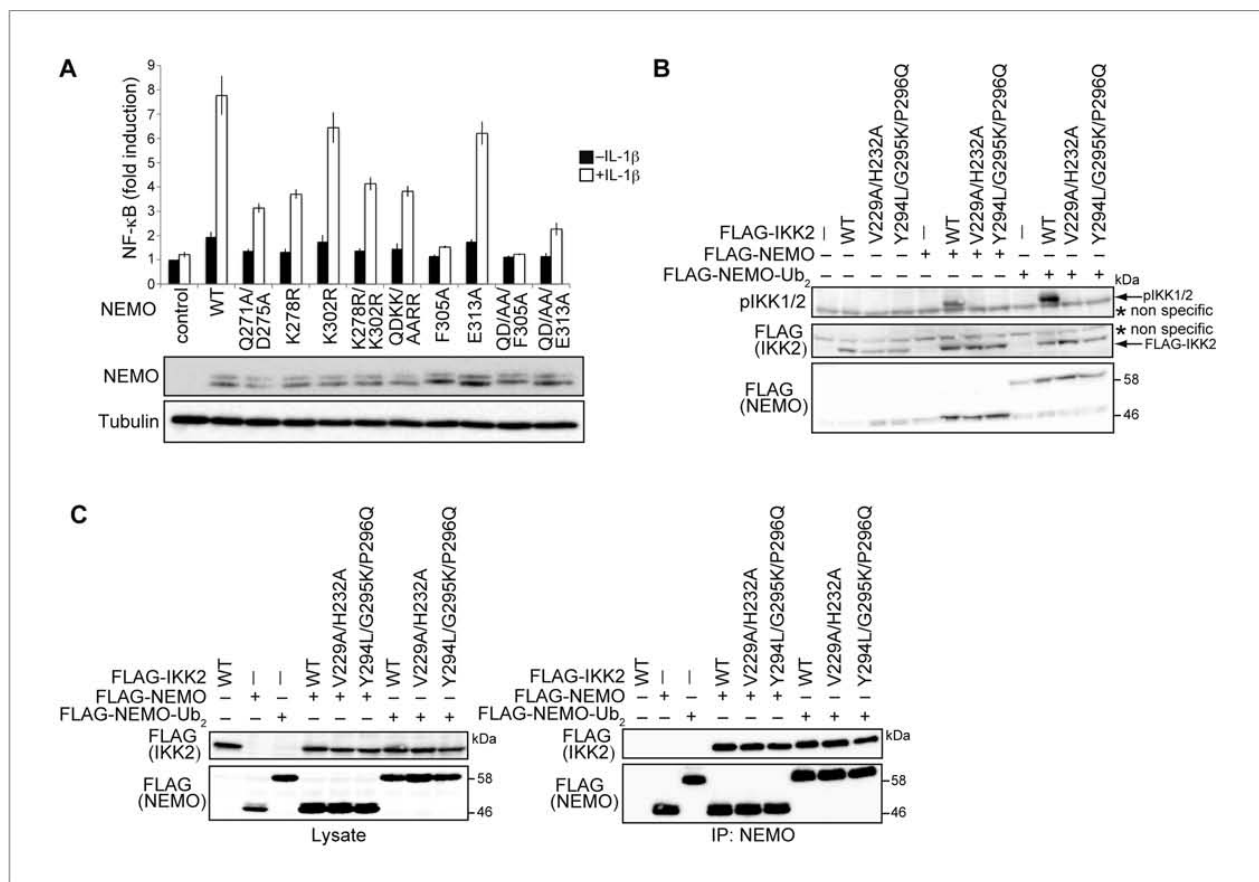 A
9
8
7
6
5
4
3
2
1
0
NF-κB (fold induction)
–IL-1β
+IL-1β
NEMO
control
WT
Q271A/
D275A
K278R
K302R
K278R/
K302R
QDKK/
AARR
F305A
E313A
QD/AA/
F305A
QD/AA/
E313A
NEMO
Tubulin
B
WT
V229A/H232A
Y294L/G295K/P296Q
WT
V229A/H232A
Y294L/G295K/P296Q
WT
V229A/H232A
Y294L/G295K/P296Q
FLAG-IKK2 – –  –
FLAG-NEMO – – – – + + + + – – – –
FLAG-NEMO-Ub2 – – – – – – – – + + + +
kDa
pIKK1/2
pIKK1/2
* non specific
FLAG
(IKK2)
* non specific
FLAG-IKK2
FLAG
(NEMO)
58
46
C
WT
WT
V229A/H232A
Y294L/G295K/P296Q
WT
V229A/H232A
Y294L/G295K/P296Q
FLAG-IKK2 – –
FLAG-NEMO – + – + + + – – –
FLAG-NEMO-Ub2 – – + – – – + + +
kDa
FLAG
(IKK2)
FLAG
(NEMO)
58
46
Lysate
WT
WT
V229A/H232A
Y294L/G295K/P296Q
WT
V229A/H232A
Y294L/G295K/P296Q
FLAG-IKK2 – –
FLAG-NEMO – + – + + + – – –
FLAG-NEMO-Ub2 – – + – – – + + +
kDa
FLAG
(IKK2)
FLAG
(NEMO)
58
46
IP: NEMO